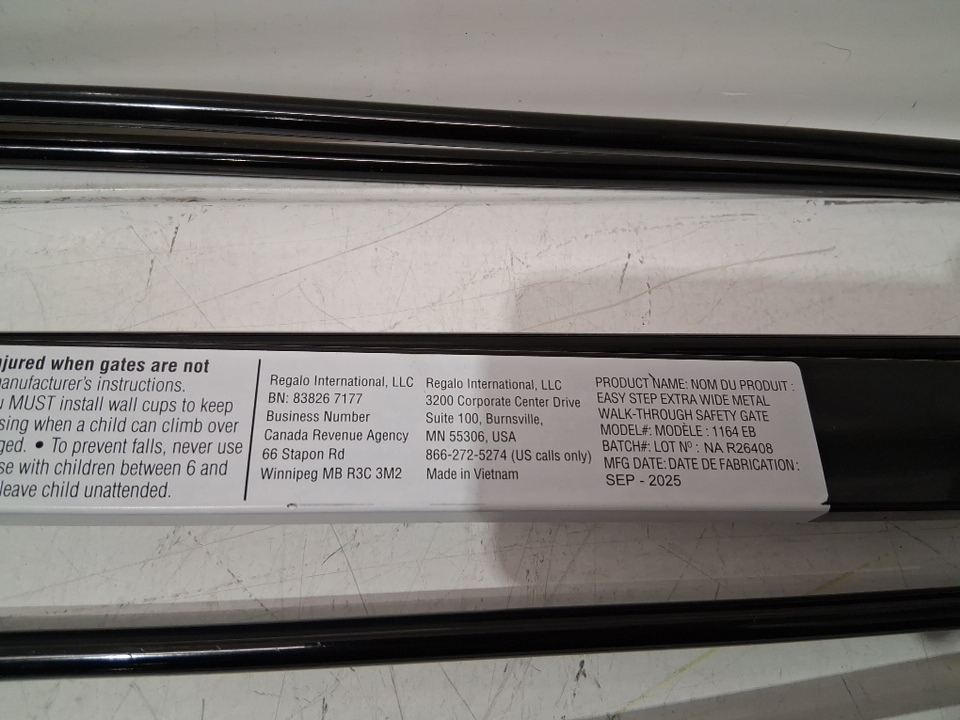 njured when gates are not
anufacturer's instructions.
MUST install wall cups to keep
sing when a child can climb over
ged. • To prevent falls, never use
se with children between 6 and
leave child unattended.
Regalo International, LLC
BN: 83826 7177
Business Number
Canada Revenue Agency
66 Stapon Rd
Winnipeg MB R3C 3M2
Regalo International, LLC
3200 Corporate Center Drive
Suite 100, Burnsville,
MN 55306, USA
866-272-5274 (US calls only)
Made in Vietnam
PRODUCT NAME: NOM DU PRODUIT :
EASY STEP EXTRA WIDE METAL
WALK-THROUGH SAFETY GATE
MODEL#: MODÈLE : 1164 EB
BATCH#: LOT Nº : NA R26408
MFG DATE: DATE DE FABRICATION :
SEP - 2025